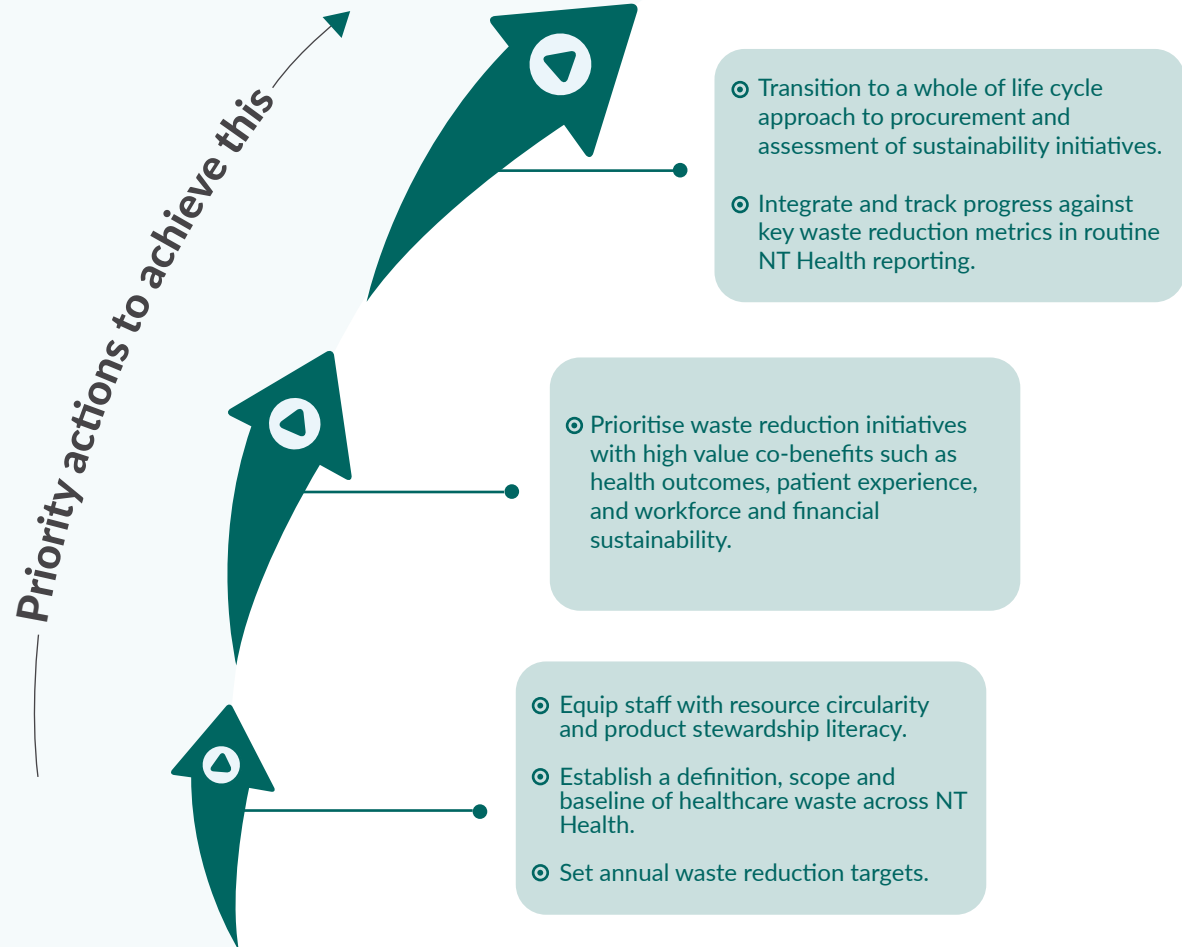 Priority actions to achieve this
Transition to a whole of life cycle
approach to procurement and
assessment of sustainability initiatives.
Integrate and track progress against
key waste reduction metrics in routine
NT Health reporting.
Prioritise waste reduction initiatives
with high value co-benefits such as
health outcomes, patient experience,
and workforce and financial
sustainability.
Equip staff with resource circularity
and product stewardship literacy.
Establish a definition, scope and
baseline of healthcare waste across NT
Health.
Set annual waste reduction targets.